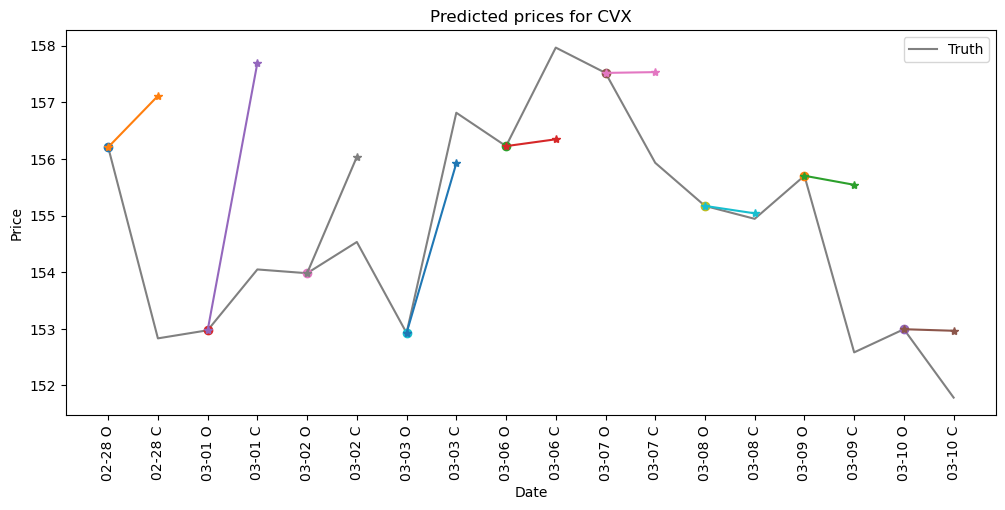 Predicted prices for CVX
Truth
Price
158
157
156
155
154
153
152
02-28 O
02-28 C
03-01 O
03-01 C
03-02 O
03-02 C
03-03 O
03-03 C
03-06 O
03-06 C
03-07 O
03-07 C
03-08 O
03-08 C
03-09 O
03-09 C
03-10 O
03-10 C
Date